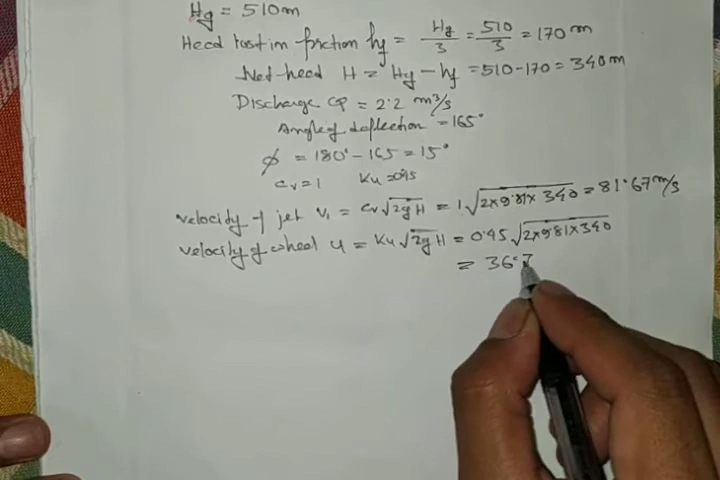 Hg = 510m
Head lost in friction hf = Hg/3 = 510/3 = 170 m
Net head H = Hg - hf = 510-170 = 340 m
Discharge Q = 2.2 m³/s
Angle of deflection = 165°
ϕ = 180° - 165 = 15°
Cv = 1 Ku = 0.45
velocity of jet V₁ = Cv√2gH = 1√2×9.81×340 = 81.67 m/s
velocity of wheel u = Ku√2gH = 0.45√2×9.81×340
= 36.7